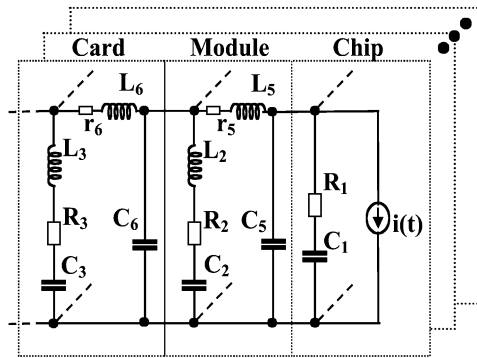 Card Module Chip
L₆ L₅
r₆ r₅
L₃ L₂
R₁
R₃ R₂
C₆ C₅ i(t)
C₃ C₂ C₁